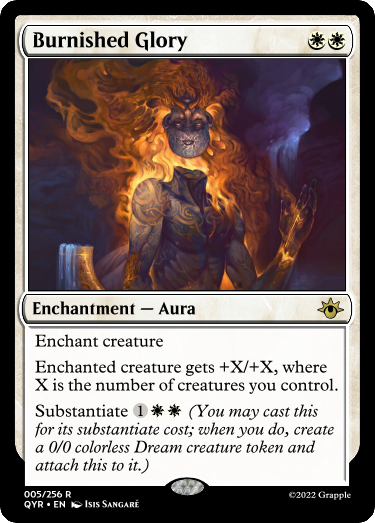 Burnished Glory
Enchantment — Aura
Enchant creature
Enchanted creature gets +X/+X, where
X is the number of creatures you control.
Substantiate 1 (You may cast this
for its substantiate cost; when you do, create
a 0/0 colorless Dream creature token and
attach this to it.)
005/256 R
QYR • EN Isis Sangaré
©2022 Grapple